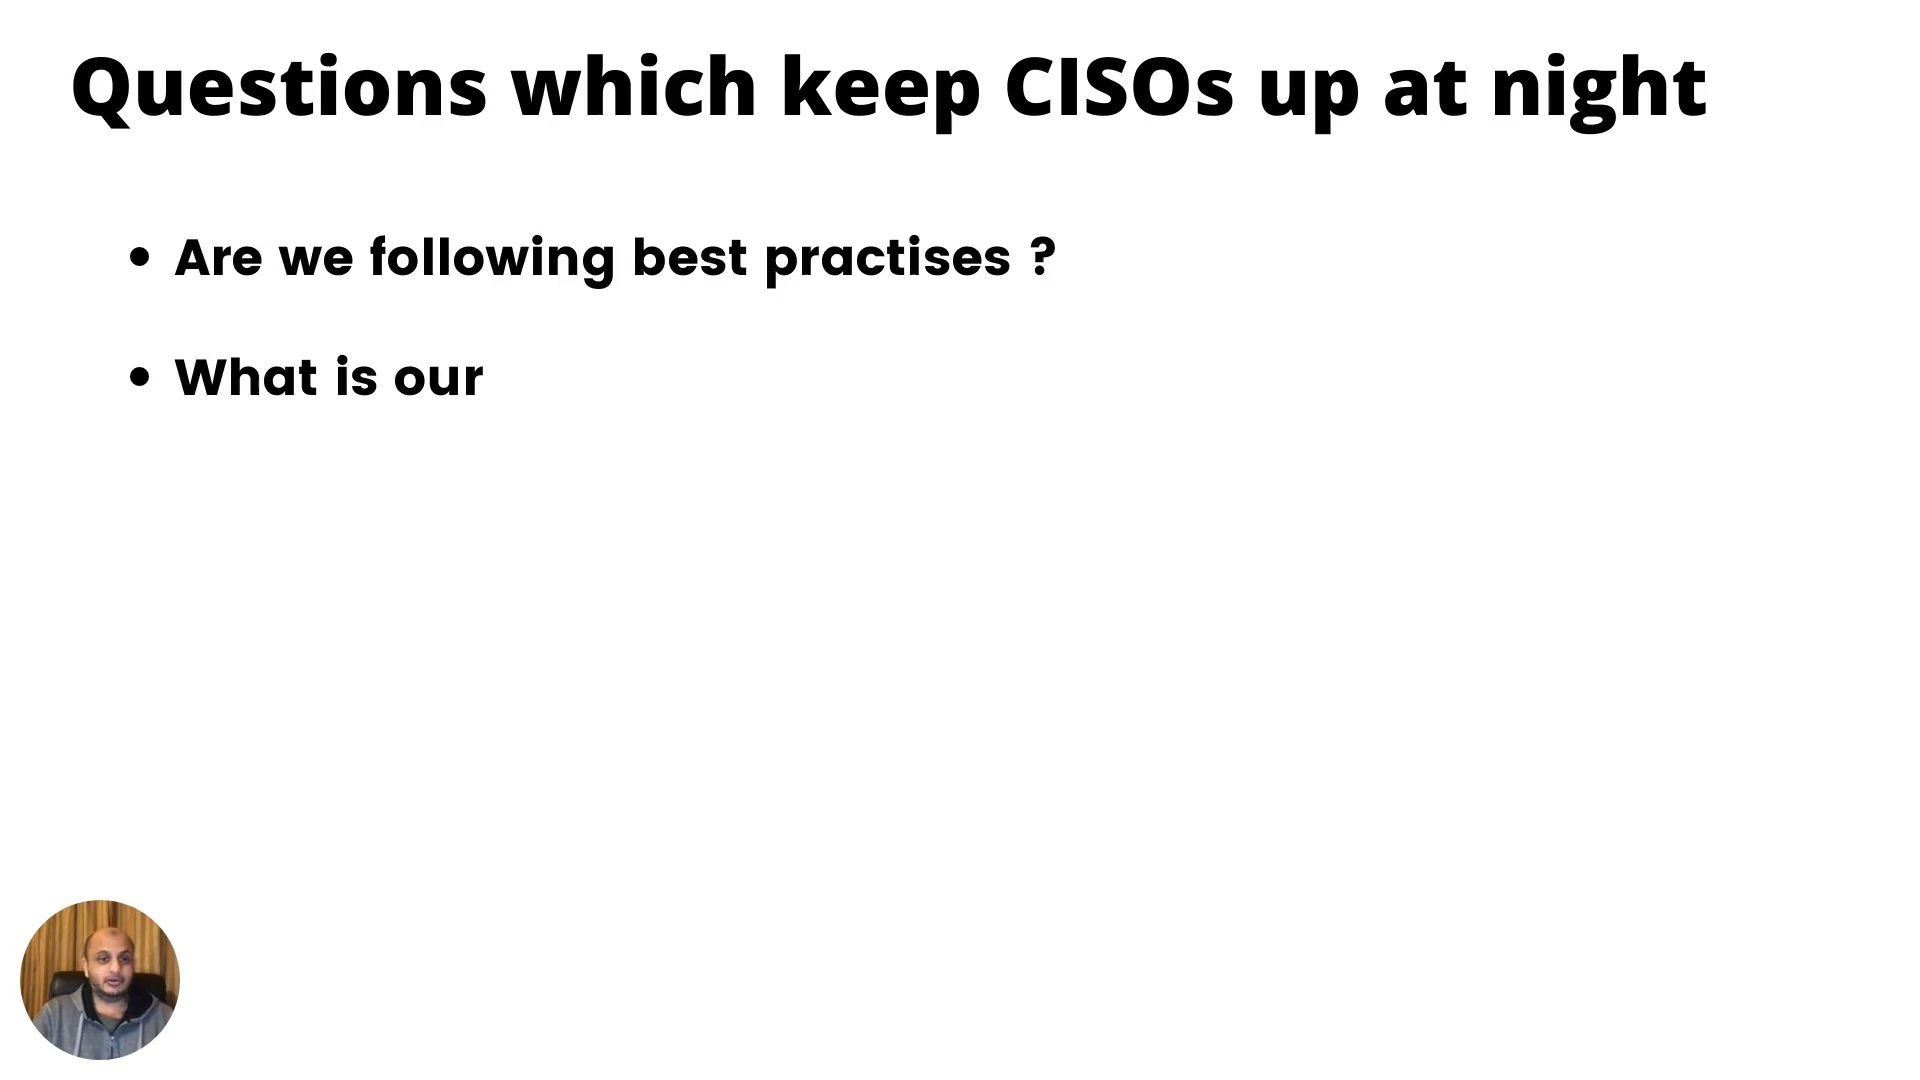 Questions which keep CISOs up at night
• Are we following best practises ?
• What is our